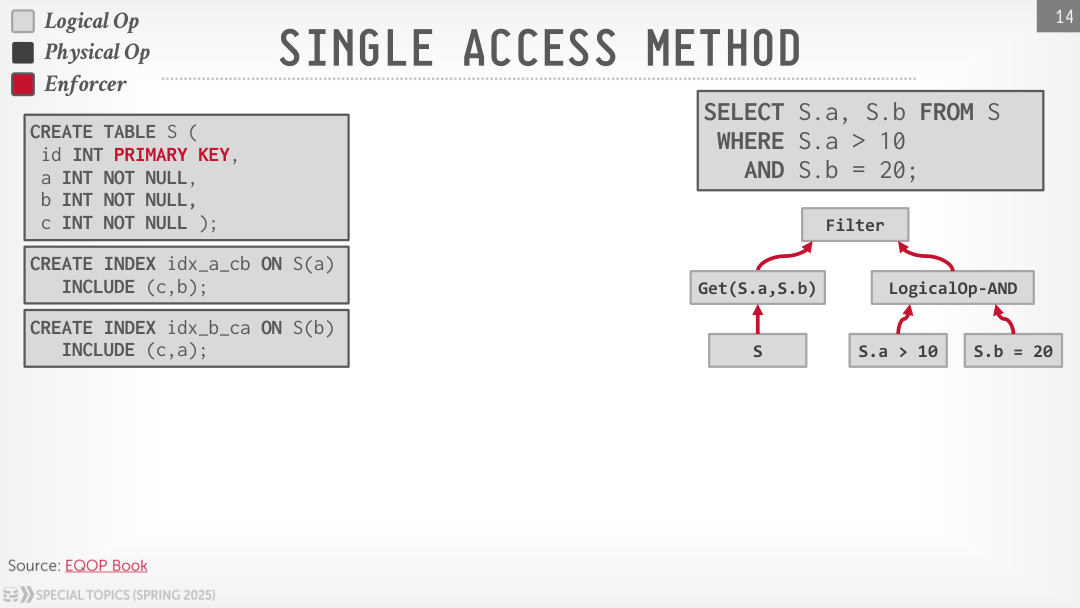 14
Logical Op
Physical Op
Enforcer
SINGLE ACCESS METHOD
CREATE TABLE S (
id INT PRIMARY KEY,
a INT NOT NULL,
b INT NOT NULL,
c INT NOT NULL );
CREATE INDEX idx_a_cb ON S(a)
INCLUDE (c,b);
CREATE INDEX idx_b_ca ON S(b)
INCLUDE (c,a);
SELECT S.a, S.b FROM S
WHERE S.a > 10
AND S.b = 20;
Filter
Get(S.a,S.b)
LogicalOp-AND
S
S.a > 10
S.b = 20
Source: EQOP Book
SPECIAL TOPICS (SPRING 2025)